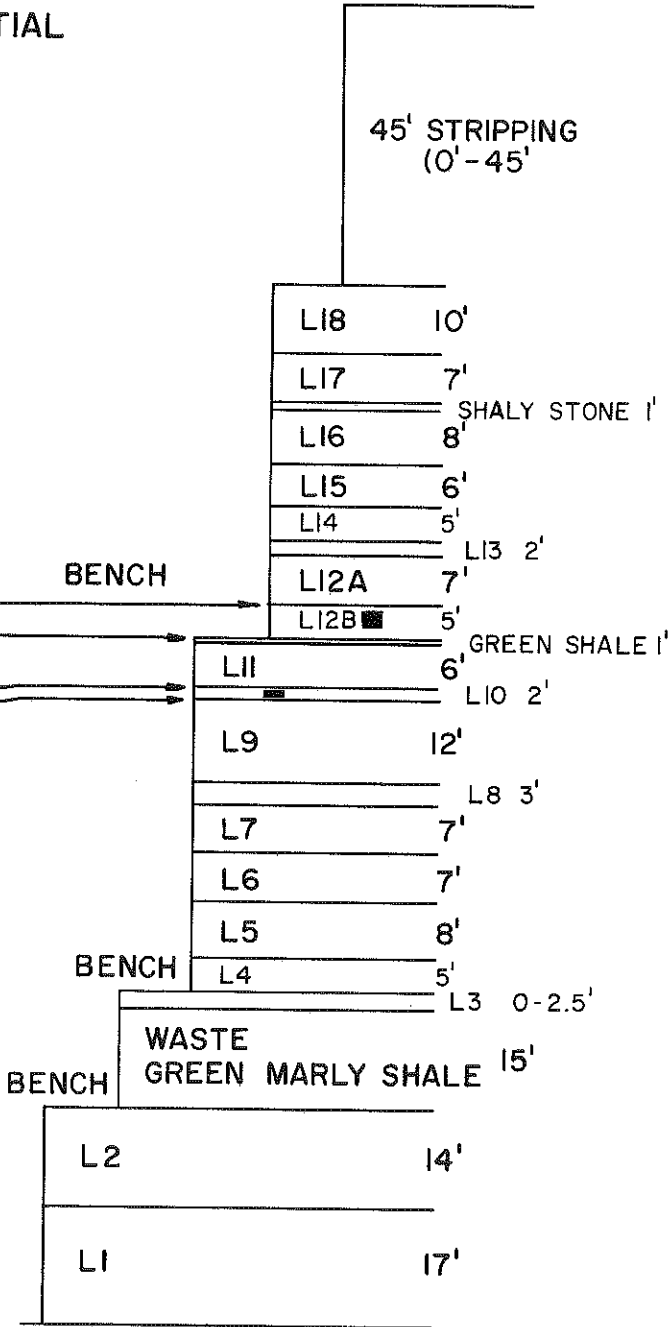 TIAL
45' STRIPPING
(0'-45'
L18 10'
L17 7'
SHALY STONE 1'
L16 8'
L15 6'
L14 5'
L13 2'
BENCH
L12A 7'
L12B 5'
GREEN SHALE 1'
L11 6'
L10 2'
L9 12'
L8 3'
L7 7'
L6 7'
L5 8'
BENCH
L4 5'
L3 0-2.5'
WASTE
GREEN MARLY SHALE 15'
BENCH
L2 14'
L1 17'